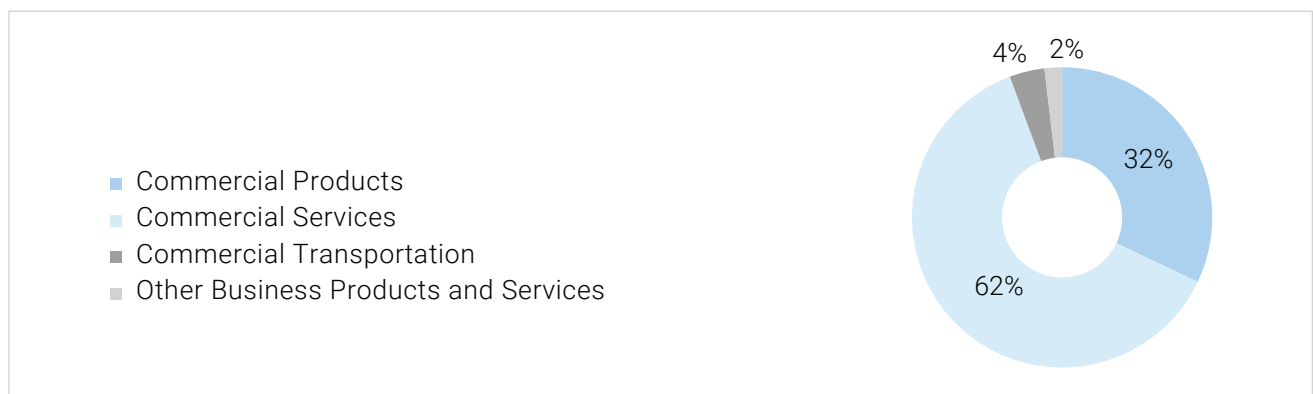 4%
2%
32%
Commercial Products
Commercial Services
Commercial Transportation
Other Business Products and Services
62%